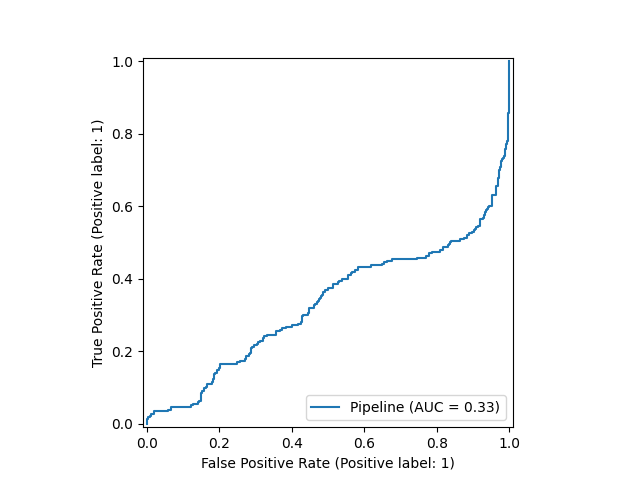 1.0
0.8
0.6
0.4
0.2
0.0
True Positive Rate (Positive label: 1)
Pipeline (AUC = 0.33)
0.0 0.2 0.4 0.6 0.8 1.0
False Positive Rate (Positive label: 1)